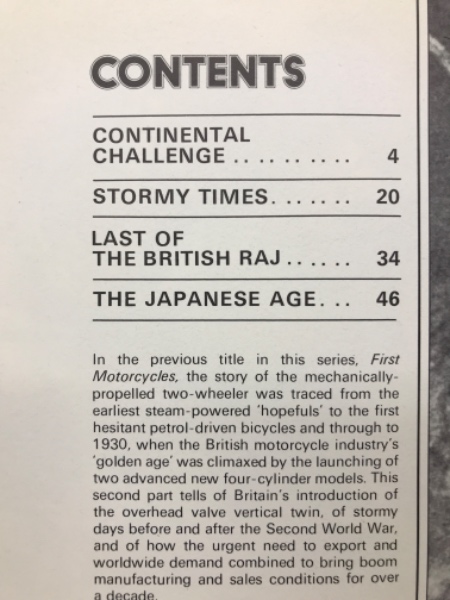 CONTENTS
CONTINENTAL
CHALLENGE .......... 4
STORMY TIMES. ...... 20
LAST OF
THE BRITISH RAJ ...... 34
THE JAPANESE AGE. ... 46
In the previous title in this series, First
Motorcycles, the story of the mechanically-
propelled two-wheeler was traced from the
earliest steam-powered 'hopefuls' to the first
hesitant petrol-driven bicycles and through to
1930, when the British motorcycle industry's
'golden age' was climaxed by the launching of
two advanced new four-cylinder models. This
second part tells of Britain's introduction of
the overhead valve vertical twin, of stormy
days before and after the Second World War,
and of how the urgent need to export and
worldwide demand combined to bring boom
manufacturing and sales conditions for over
a decade.